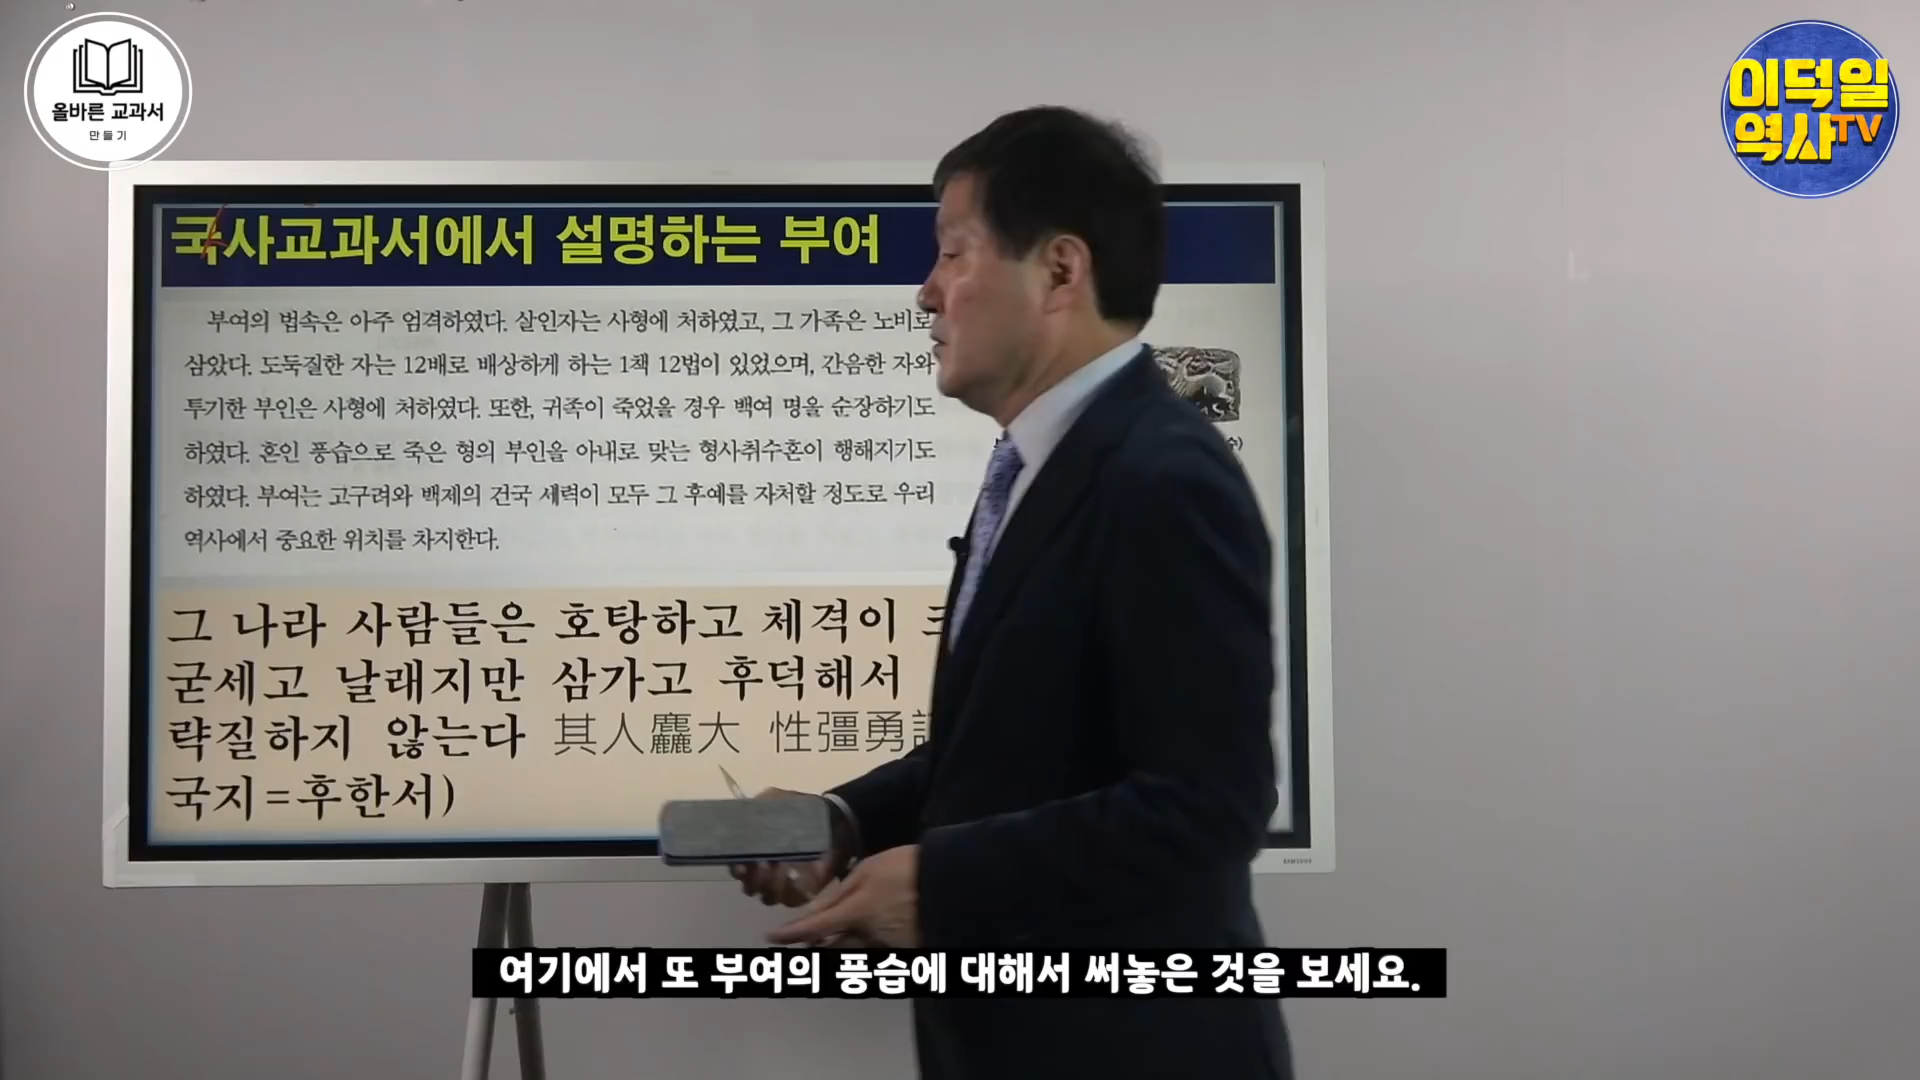 올바른 교과서
만들기
이덕일
역사TV
국사교과서에서 설명하는 부여
부여의 법속은 아주 엄격하였다. 살인자는 사형에 처하였고, 그 가족은 노비로
삼았다. 도둑질한 자는 12배로 배상하게 하는 1책 12법이 있었으며, 간음한 자와
투기한 부인은 사형에 처하였다. 또한, 귀족이 죽었을 경우 백여 명을 순장하기도
하였다. 혼인 풍습으로 죽은 형의 부인을 아내로 맞는 형사취수혼이 행해지기도
하였다. 부여는 고구려와 백제의 건국 세력이 모두 그 후예를 자처할 정도로 우리
역사에서 중요한 위치를 차지한다.
그 나라 사람들은 호탕하고 체격이
굳세고 날래지만 삼가고 후덕해서
략질하지 않는다 其人麤大 性彊勇
국지=후한서)
SAMSUNG
여기에서 또 부여의 풍습에 대해서 써놓은 것을 보세요.